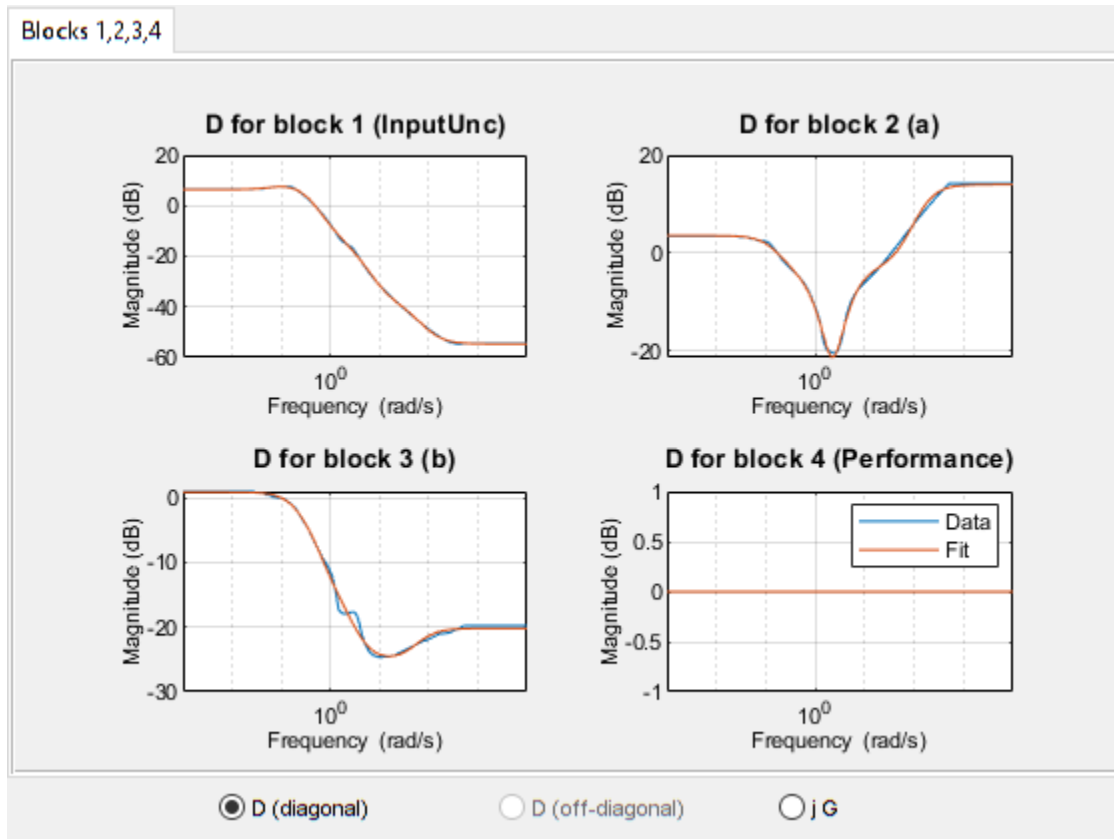 Blocks 1,2,3,4
D for block 1 (InputUnc)
20
0
-20
-40
-60
Magnitude (dB)
10^0
Frequency (rad/s)
D for block 2 (a)
20
0
-20
Magnitude (dB)
10^0
Frequency (rad/s)
D for block 3 (b)
0
-10
-20
-30
Magnitude (dB)
10^0
Frequency (rad/s)
D for block 4 (Performance)
1
0.5
0
-0.5
-1
Magnitude (dB)
Data
Fit
10^0
Frequency (rad/s)
D (diagonal)
D (off-diagonal)
j G